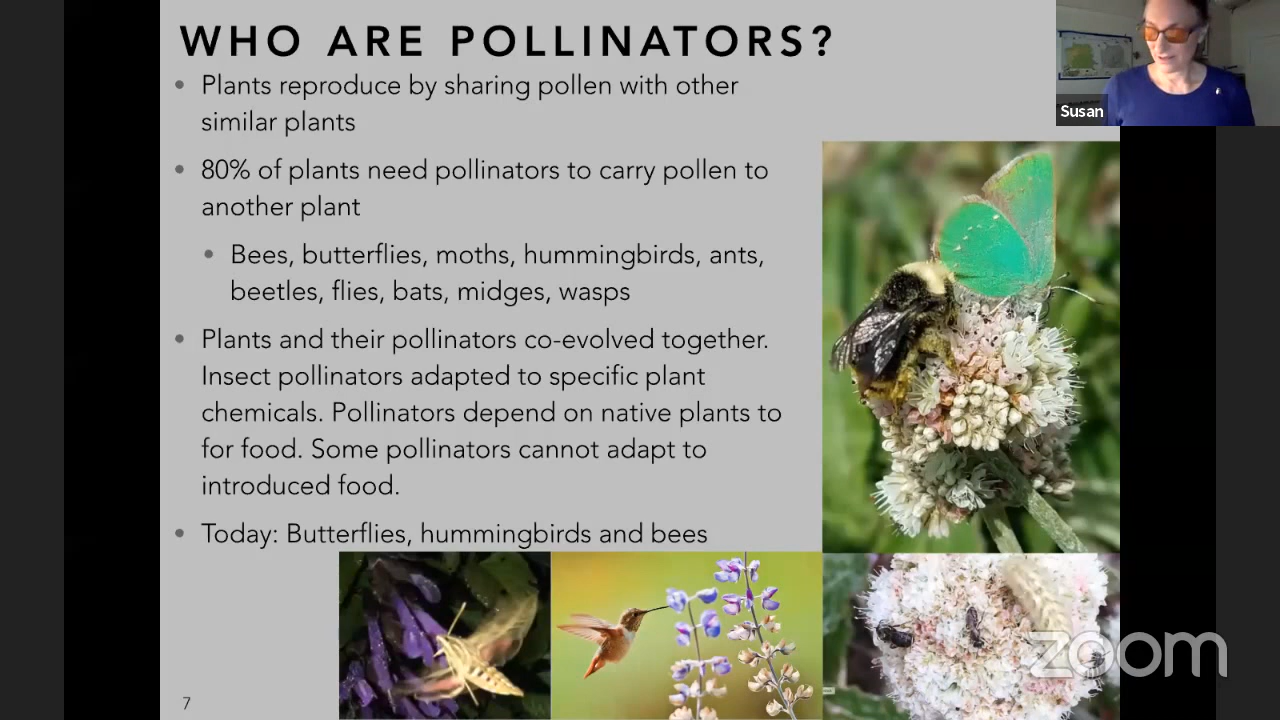 WHO ARE POLLINATORS?
• Plants reproduce by sharing pollen with other
similar plants
• 80% of plants need pollinators to carry pollen to
another plant
• Bees, butterflies, moths, hummingbirds, ants,
beetles, flies, bats, midges, wasps
• Plants and their pollinators co-evolved together.
Insect pollinators adapted to specific plant
chemicals. Pollinators depend on native plants to
for food. Some pollinators cannot adapt to
introduced food.
• Today: Butterflies, hummingbirds and bees
7
Susan
zoom